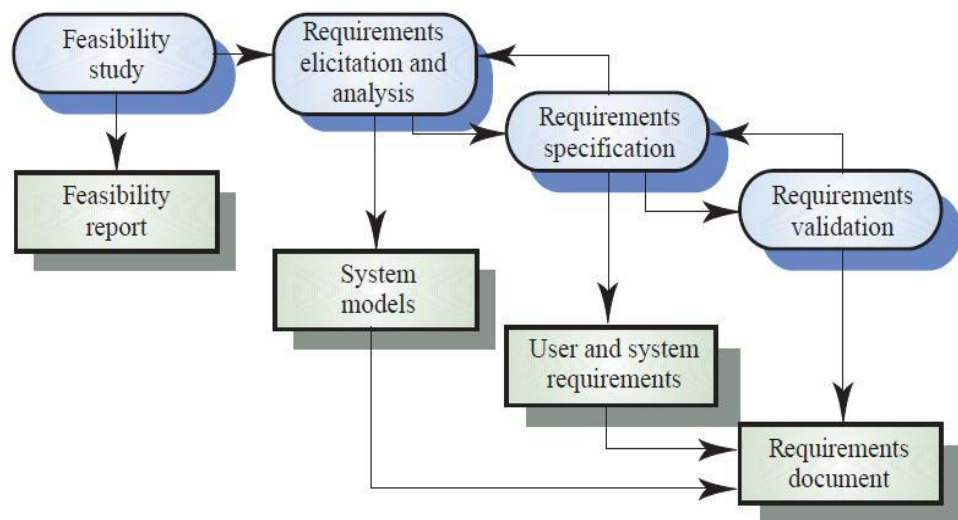 Feasibility
study
Requirements
elicitation and
analysis
Requirements
specification
Requirements
validation
Feasibility
report
System
models
User and system
requirements
Requirements
document